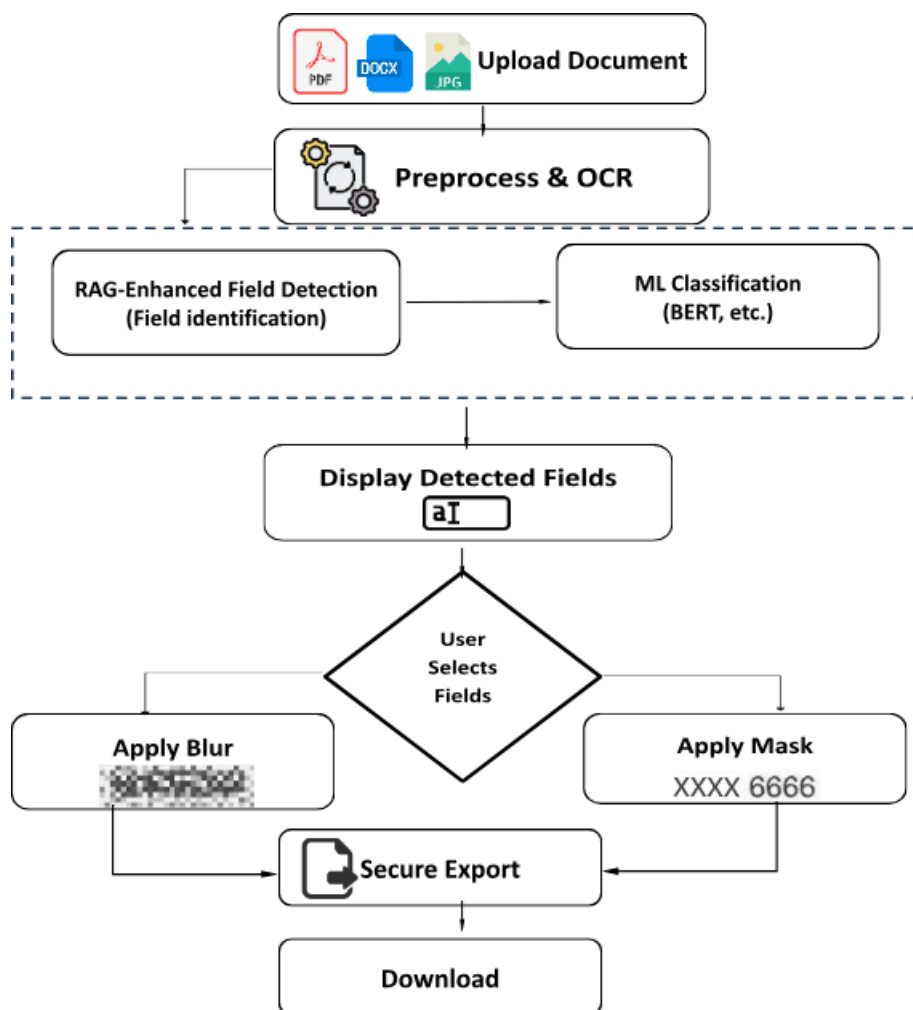 PDF
DOCX
JPG
Upload Document
Preprocess & OCR
RAG-Enhanced Field Detection
(Field identification)
ML Classification
(BERT, etc.)
Display Detected Fields
a
User
Selects
Fields
Apply Blur
Apply Mask
XXXX 6666
Secure Export
Download